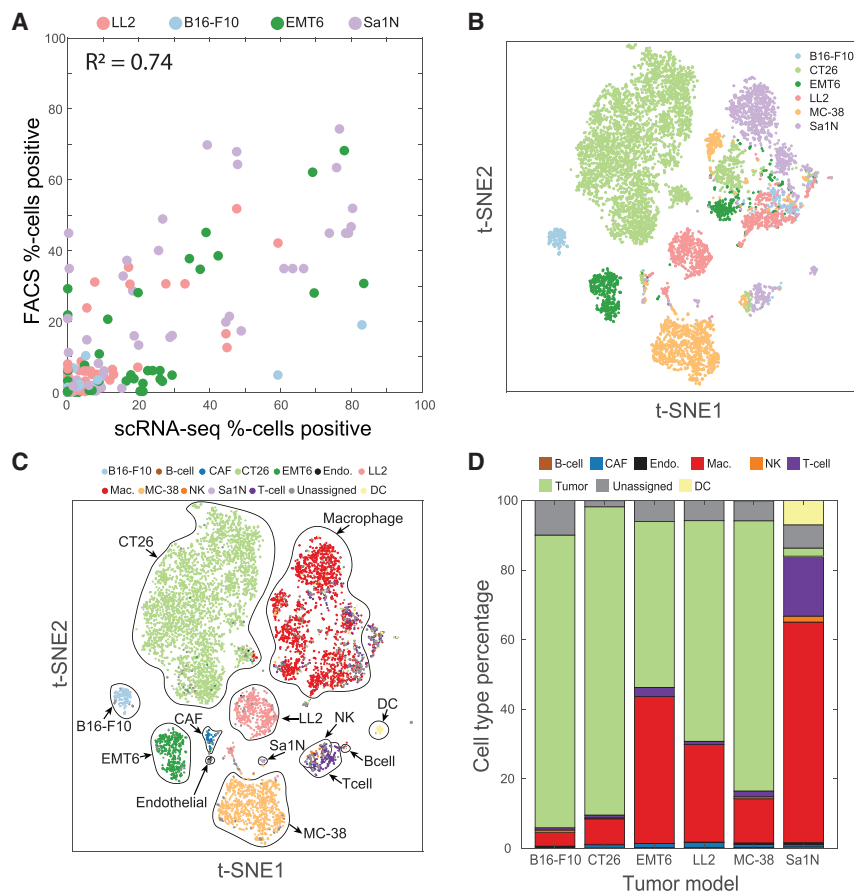 A
LL2 B16-F10 EMT6 Sa1N
R² = 0.74
100
80
60
40
20
0
0 20 40 60 80 100
FACS %-cells positive
scRNA-seq %-cells positive
B
B16-F10
CT26
EMT6
LL2
MC-38
Sa1N
t-SNE2
t-SNE1
C
B16-F10 B-cell CAF CT26 EMT6 Endo. LL2
Mac. MC-38 NK Sa1N T-cell Unassigned DC
CT26
Macrophage
B16-F10
CAF
LL2
NK
DC
EMT6
Sa1N
Bcell
Endothelial
Tcell
MC-38
t-SNE2
t-SNE1
D
B-cell CAF Endo. Mac. NK T-cell
Tumor Unassigned DC
100
80
60
40
20
0
Cell type percentage
B16-F10 CT26 EMT6 LL2 MC-38 Sa1N
Tumor model